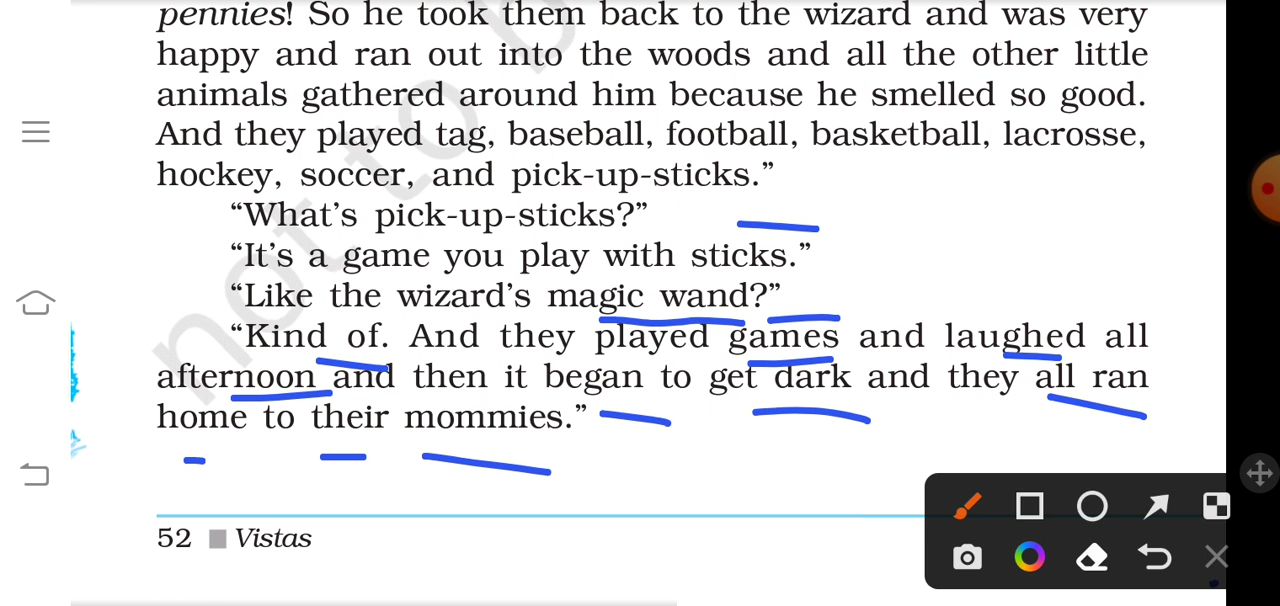 pennies! So he took them back to the wizard and was very
happy and ran out into the woods and all the other little
animals gathered around him because he smelled so good.
And they played tag, baseball, football, basketball, lacrosse,
hockey, soccer, and pick-up-sticks.”
“What’s pick-up-sticks?”
“It’s a game you play with sticks.”
“Like the wizard’s magic wand?”
“Kind of. And they played games and laughed all
afternoon and then it began to get dark and they all ran
home to their mommies.”
52 Vistas
not to b